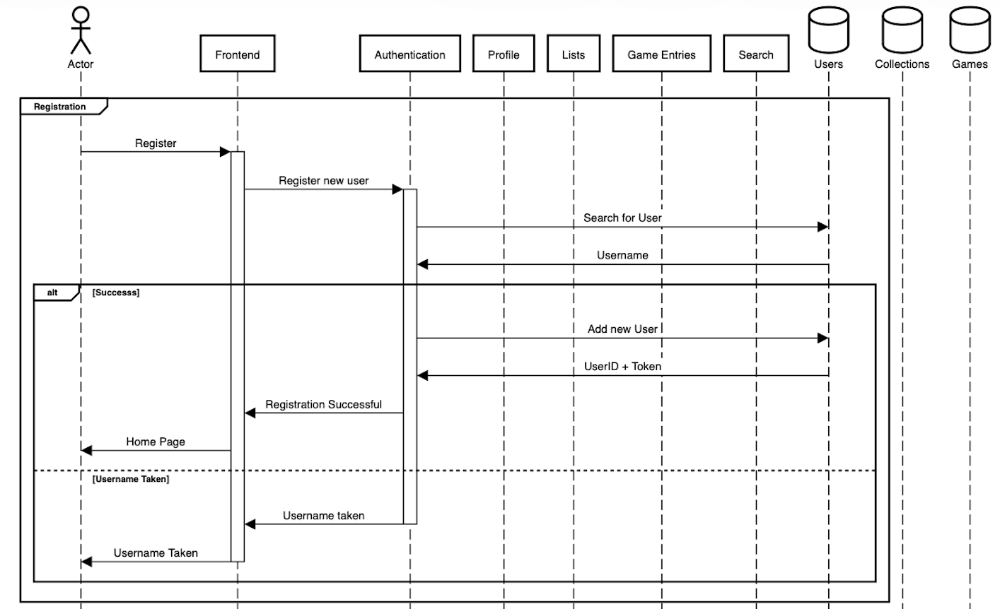 Actor
Frontend
Authentication
Profile
Lists
Game Entries
Search
Users
Collections
Games
Registration
Register
Register new user
Search for User
Username
alt
[Successs]
Add new User
UserID + Token
Registration Successful
Home Page
[Username Taken]
Username taken
Username Taken